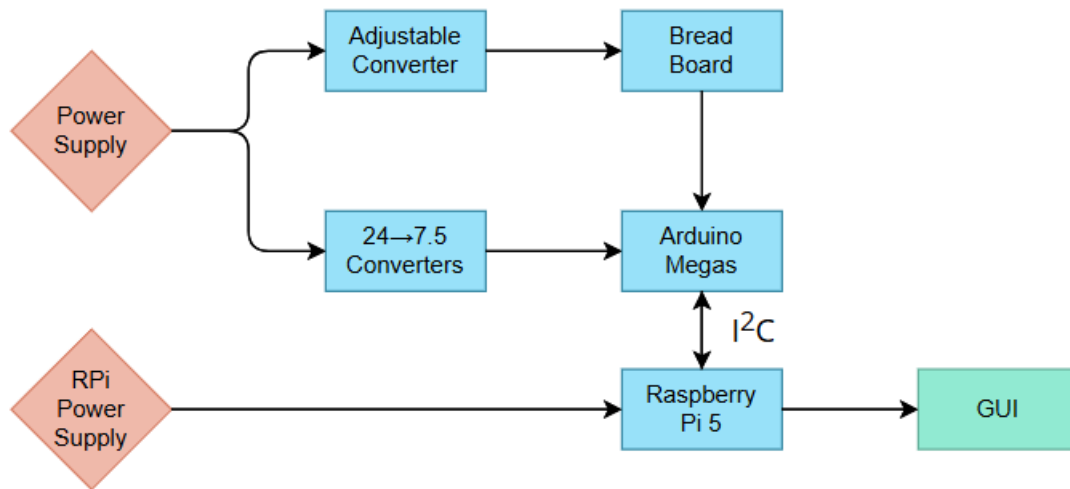 Adjustable
Converter
Bread
Board
Power
Supply
24→7.5
Converters
Arduino
Megas
I²C
RPi
Power
Supply
Raspberry
Pi 5
GUI